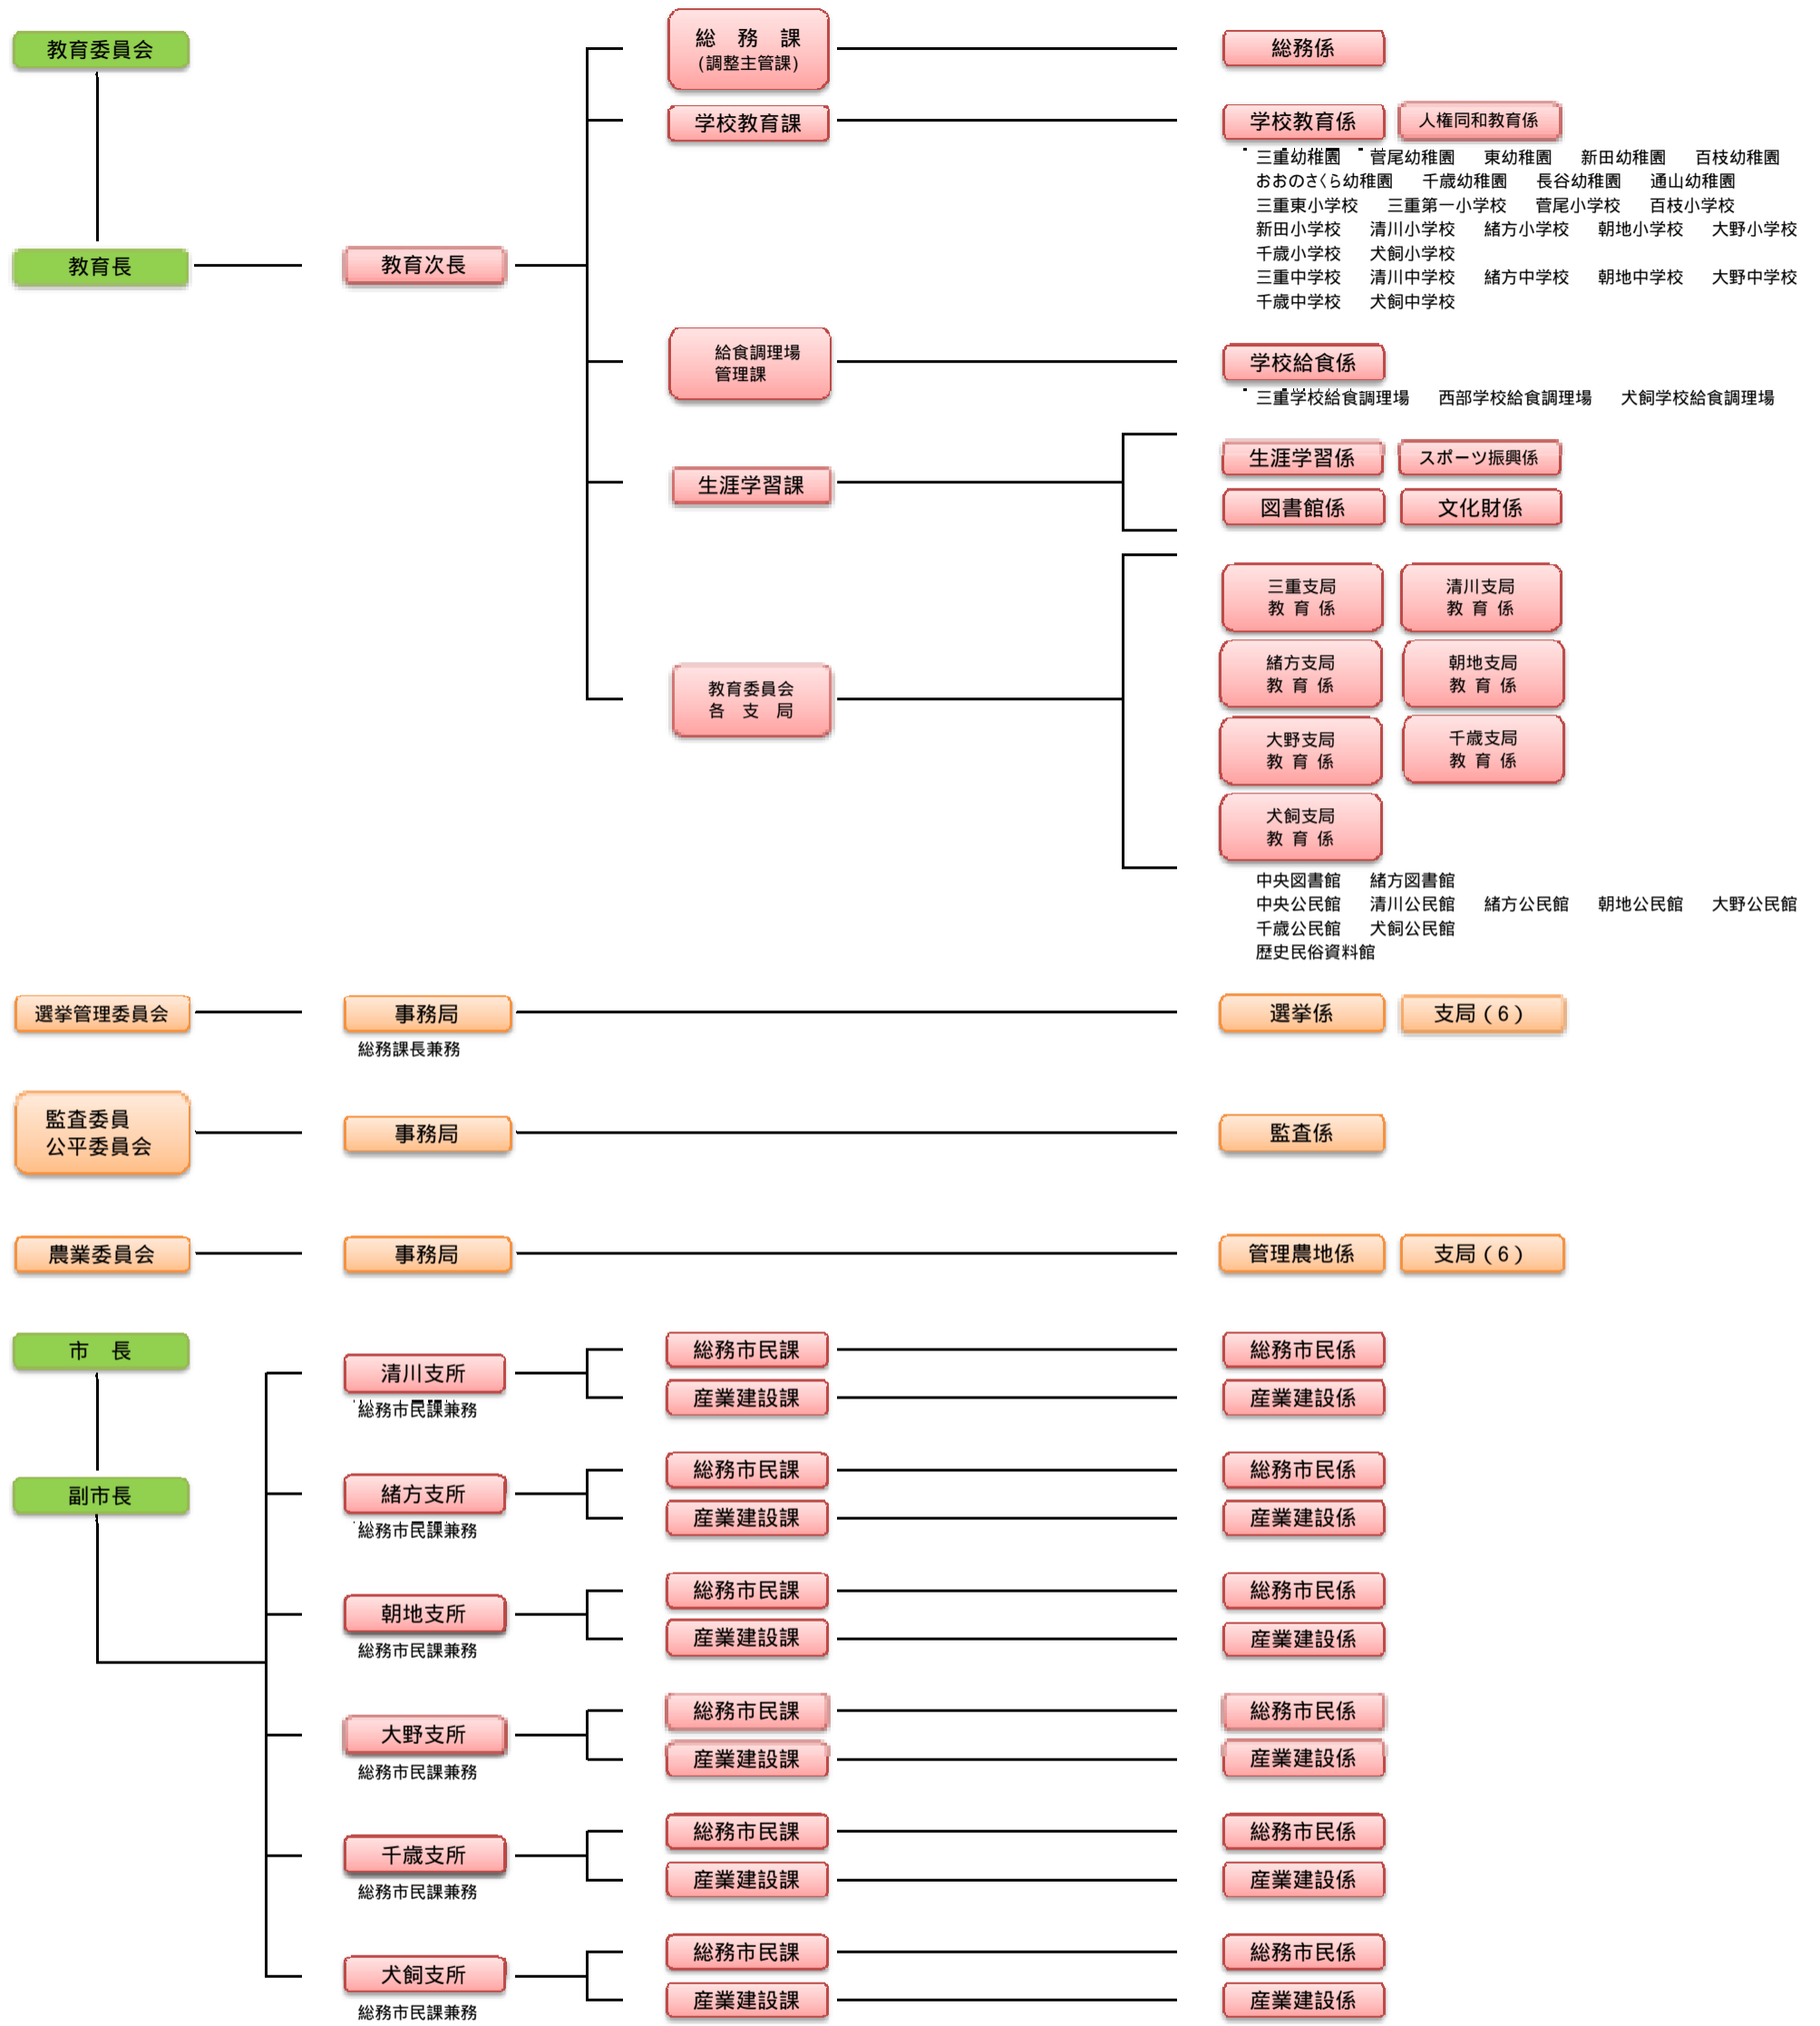 教育委員会
総　務　課
(調整主管課)
総務係
学校教育課
学校教育係
人権同和教育係
三重幼稚園　菅尾幼稚園　東幼稚園　新田幼稚園　百枝幼稚園
おおのさくら幼稚園　千歳幼稚園　長谷幼稚園　通山幼稚園
三重東小学校　三重第一小学校　菅尾小学校　百枝小学校
新田小学校　清川小学校　緒方小学校　朝地小学校　大野小学校
千歳小学校　犬飼小学校
三重中学校　清川中学校　緒方中学校　朝地中学校　大野中学校
千歳中学校　犬飼中学校
教育長
教育次長
給食調理場
管理課
学校給食係
三重学校給食調理場　西部学校給食調理場　犬飼学校給食調理場
生涯学習課
生涯学習係
スポーツ振興係
図書館係
文化財係
教育委員会
各　支　局
三重支局
教 育 係
清川支局
教 育 係
緒方支局
教 育 係
朝地支局
教 育 係
大野支局
教 育 係
千歳支局
教 育 係
犬飼支局
教 育 係
中央図書館　緒方図書館
中央公民館　清川公民館　緒方公民館　朝地公民館　大野公民館
千歳公民館　犬飼公民館
歴史民俗資料館
選挙管理委員会
事務局
総務課長兼務
選挙係
支局(6)
監査委員
公平委員会
事務局
監査係
農業委員会
事務局
管理農地係
支局(6)
市　長
副市長
清川支所
総務市民課兼務
総務市民課
総務市民係
産業建設課
産業建設係
緒方支所
総務市民課兼務
総務市民課
総務市民係
産業建設課
産業建設係
朝地支所
総務市民課兼務
総務市民課
総務市民係
産業建設課
産業建設係
大野支所
総務市民課兼務
総務市民課
総務市民係
産業建設課
産業建設係
千歳支所
総務市民課兼務
総務市民課
総務市民係
産業建設課
産業建設係
犬飼支所
総務市民課兼務
総務市民課
総務市民係
産業建設課
産業建設係